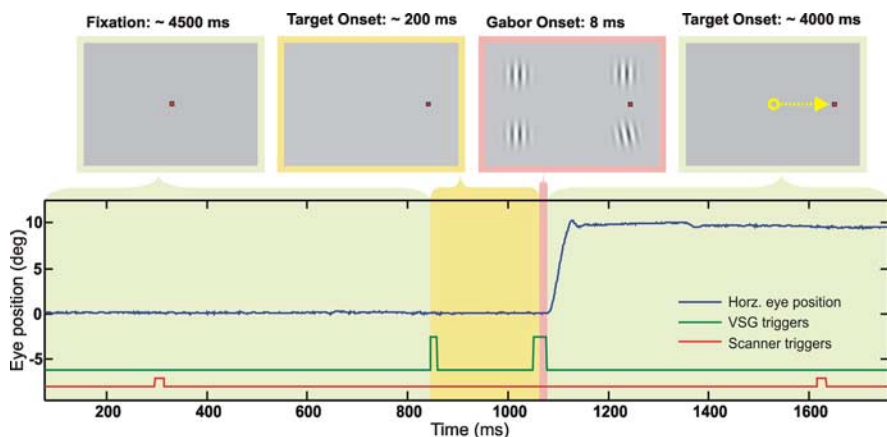 Fixation: ~ 4500 ms
Target Onset: ~ 200 ms
Gabor Onset: 8 ms
Target Onset: ~ 4000 ms
Eye position (deg)
10
5
0
-5
Horz. eye position
VSG triggers
Scanner triggers
200
400
600
800
1000
1200
1400
1600
Time (ms)